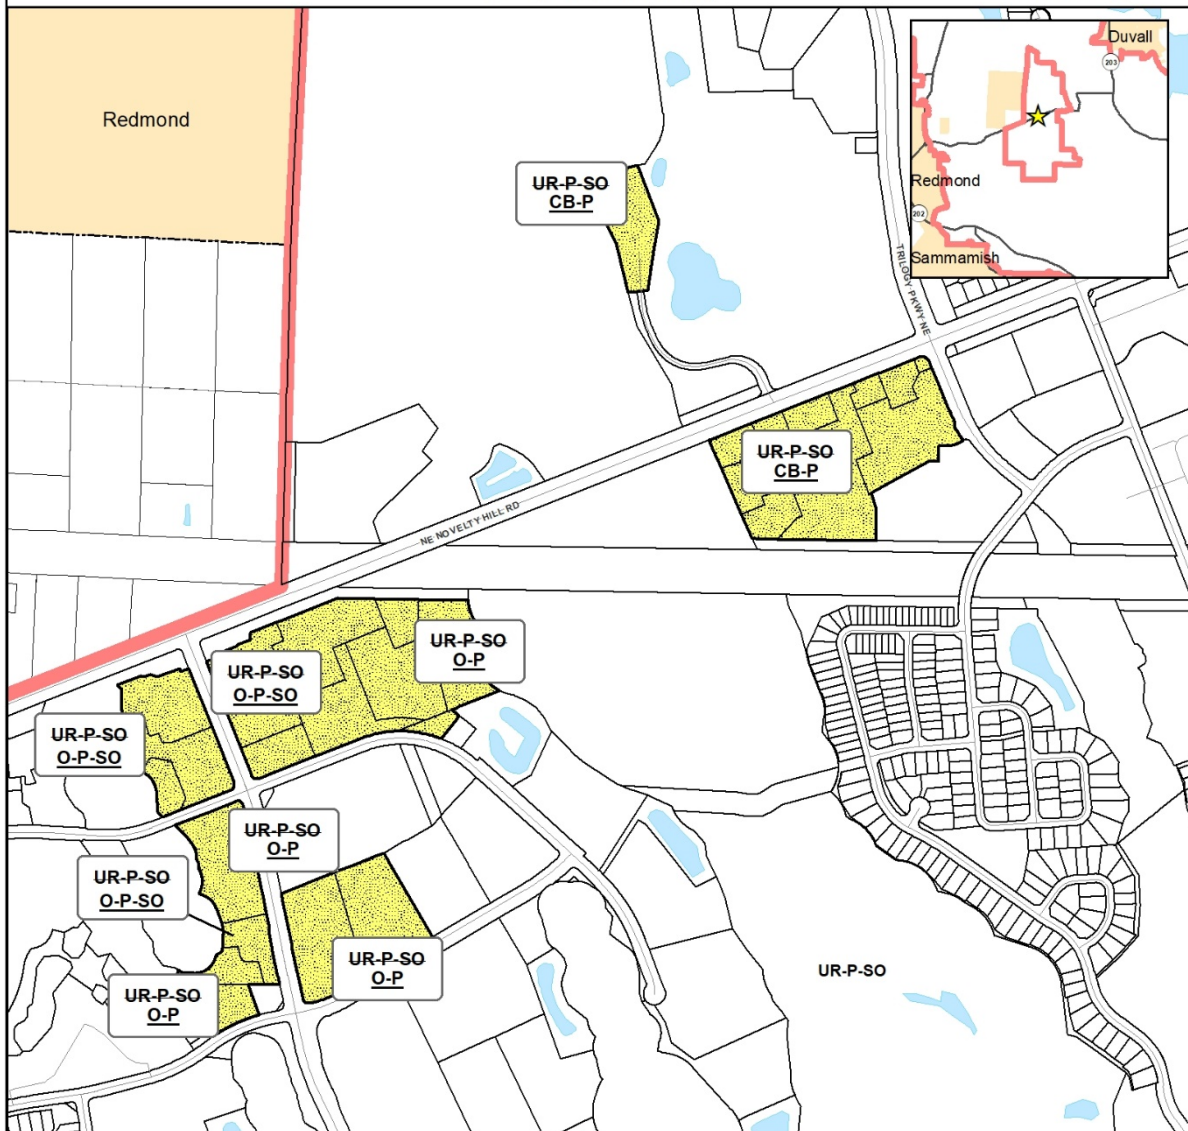 Redmond
Duvall
203
Redmond
202
Sammamish
UR-P-SO
CB-P
TRILOGY PKWY NE
UR-P-SO
CB-P
NE NOVELTY HILL RD
UR-P-SO
O-P
UR-P-SO
O-P-SO
UR-P-SO
O-P-SO
UR-P-SO
O-P
UR-P-SO
O-P-SO
UR-P-SO
O-P
UR-P-SO
O-P
UR-P-SO